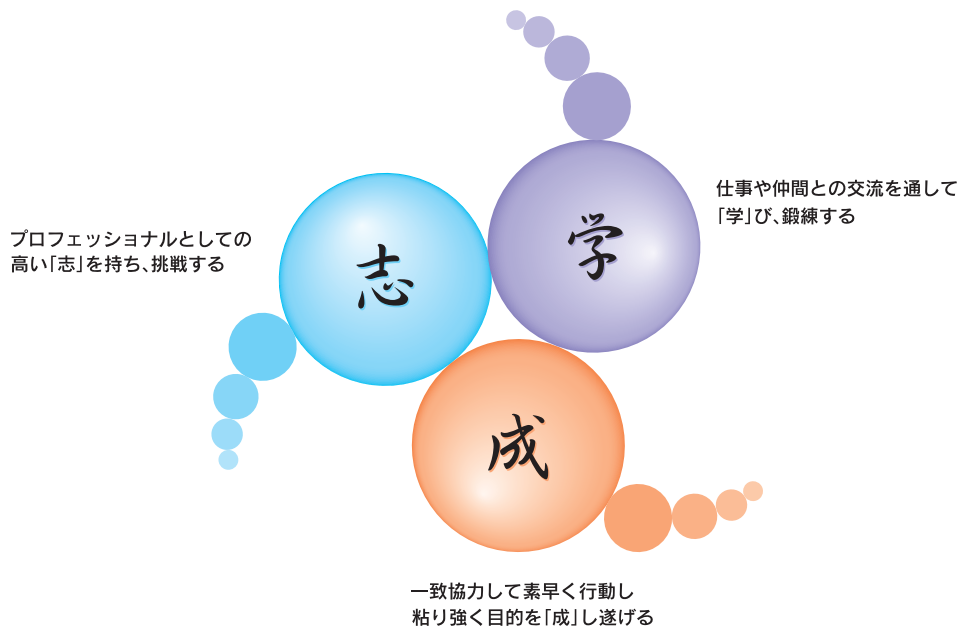 仕事や仲間との交流を通して
「学」び、鍛練する
学
プロフェッショナルとしての
高い「志」を持ち、挑戦する
志
成
一致協力して素早く行動し
粘り強く目的を「成」し遂げる